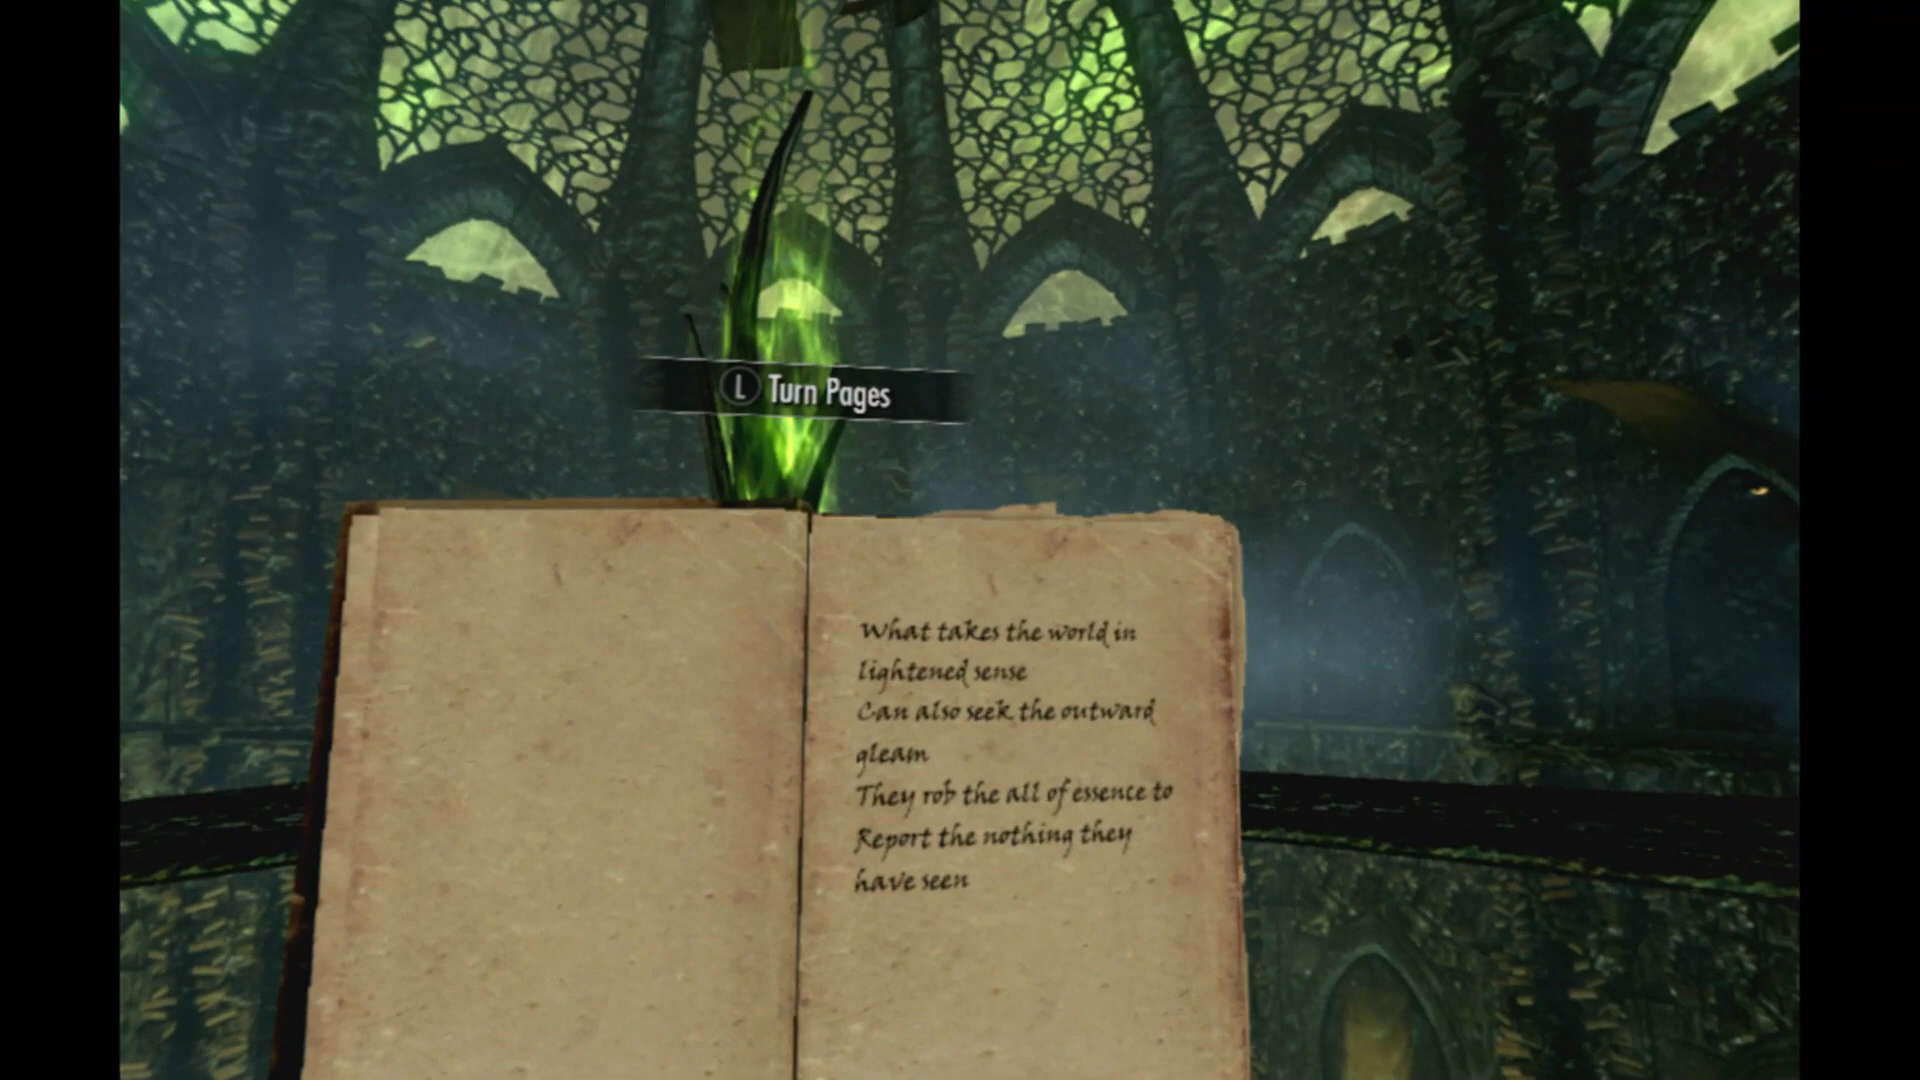 L Turn Pages
What takes the world in
lightened sense
Can also seek the outward
gleam
They rob the all of essence to
Report the nothing they
have seen